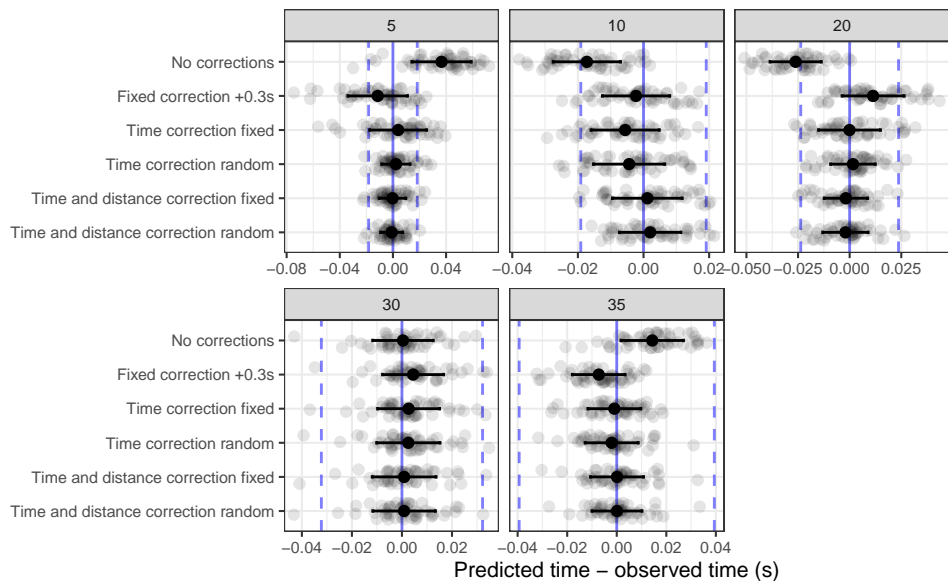 5 10 20
No corrections
Fixed correction +0.3s
Time correction fixed
Time correction random
Time and distance correction fixed
Time and distance correction random
−0.08 −0.04 0.00 0.04 −0.04 −0.02 0.00 0.02 −0.050 −0.025 0.000 0.025
30 35
No corrections
Fixed correction +0.3s
Time correction fixed
Time correction random
Time and distance correction fixed
Time and distance correction random
−0.04 −0.02 0.00 0.02 −0.04 −0.02 0.00 0.02 0.04
Predicted time − observed time (s)